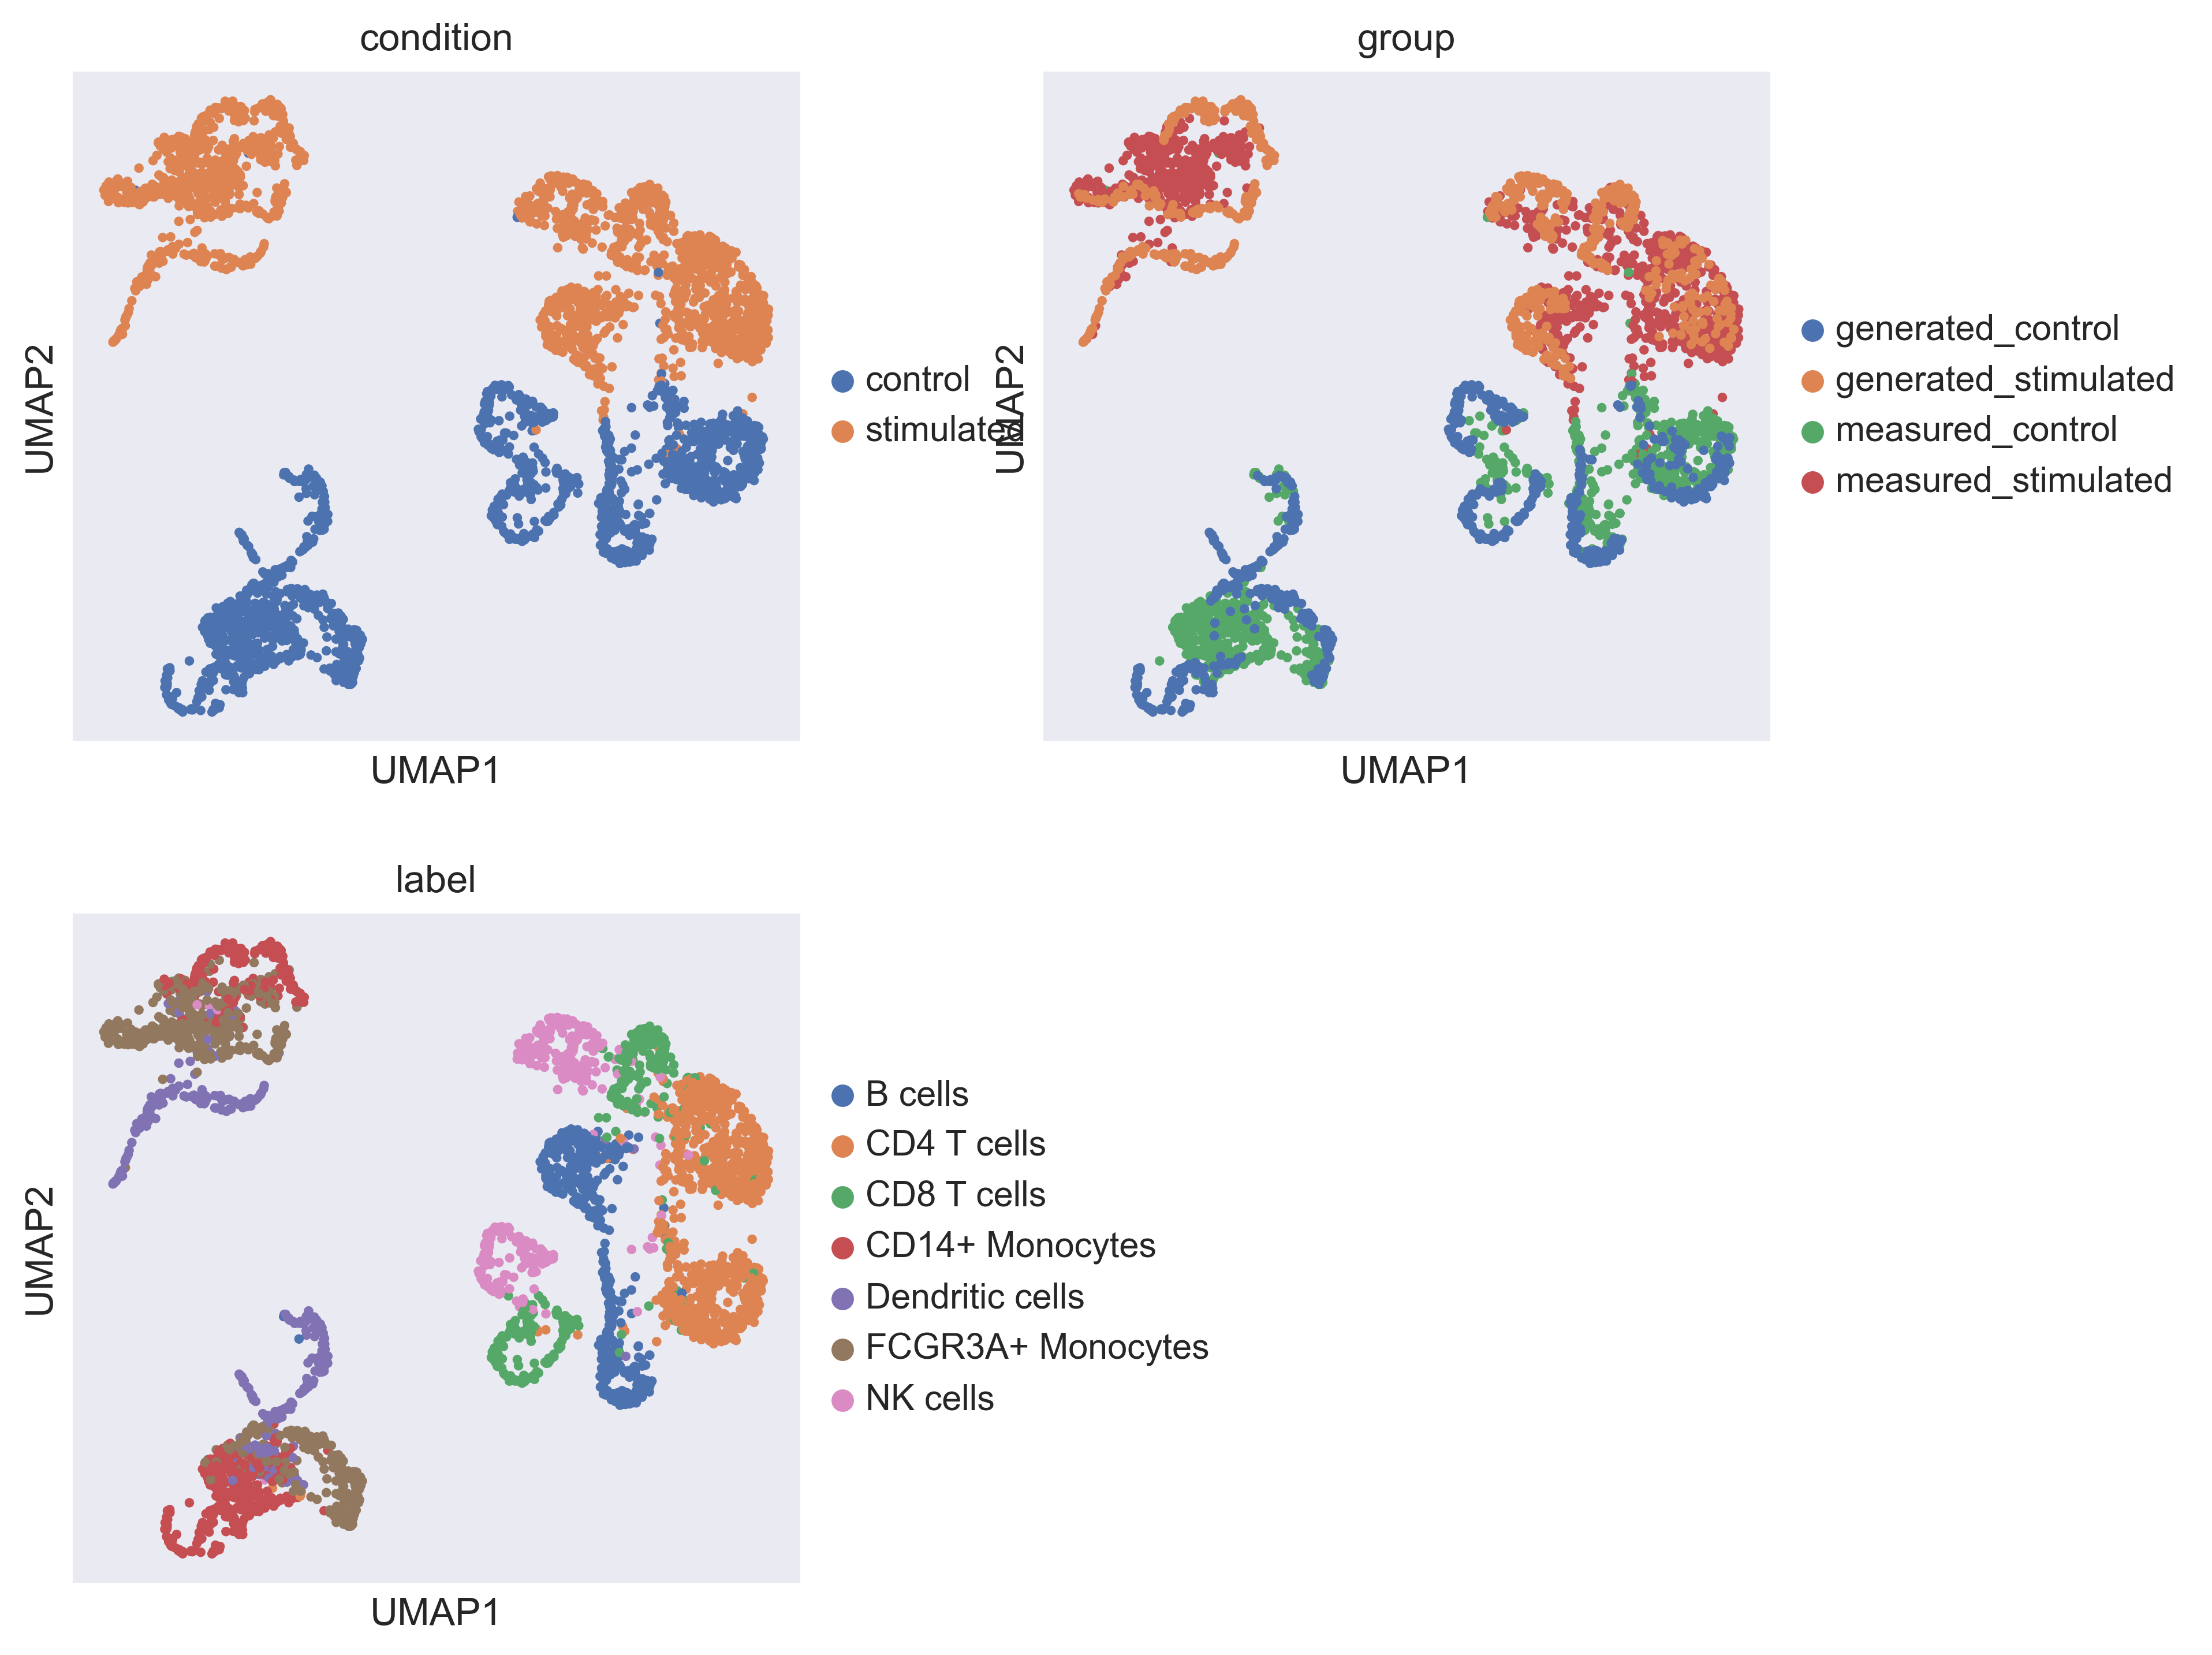 condition
UMAP2
UMAP1
control
stimulated
group
UMAP2
UMAP1
generated_control
generated_stimulated
measured_control
measured_stimulated
label
UMAP2
UMAP1
B cells
CD4 T cells
CD8 T cells
CD14+ Monocytes
Dendritic cells
FCGR3A+ Monocytes
NK cells